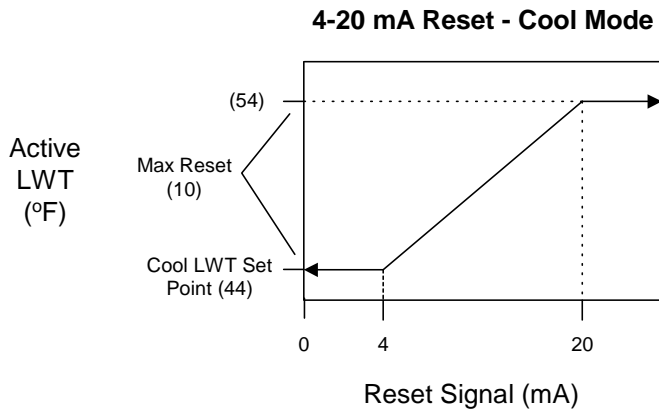 4-20 mA Reset - Cool Mode
(54)
Active
LWT
(ºF)
Max Reset
(10)
Cool LWT Set
Point (44)
0
4
20
Reset Signal (mA)